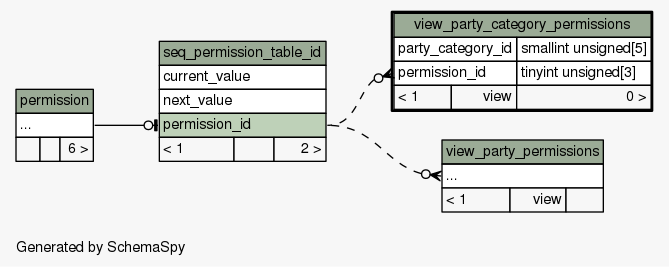 view_party_category_permissions
party_category_id smallint unsigned[5]
permission_id tinyint unsigned[3]
< 1 view 0 >
seq_permission_table_id
current_value
next_value
permission_id
< 1 2 >
permission
...
6 >
view_party_permissions
...
< 1 view
Generated by SchemaSpy